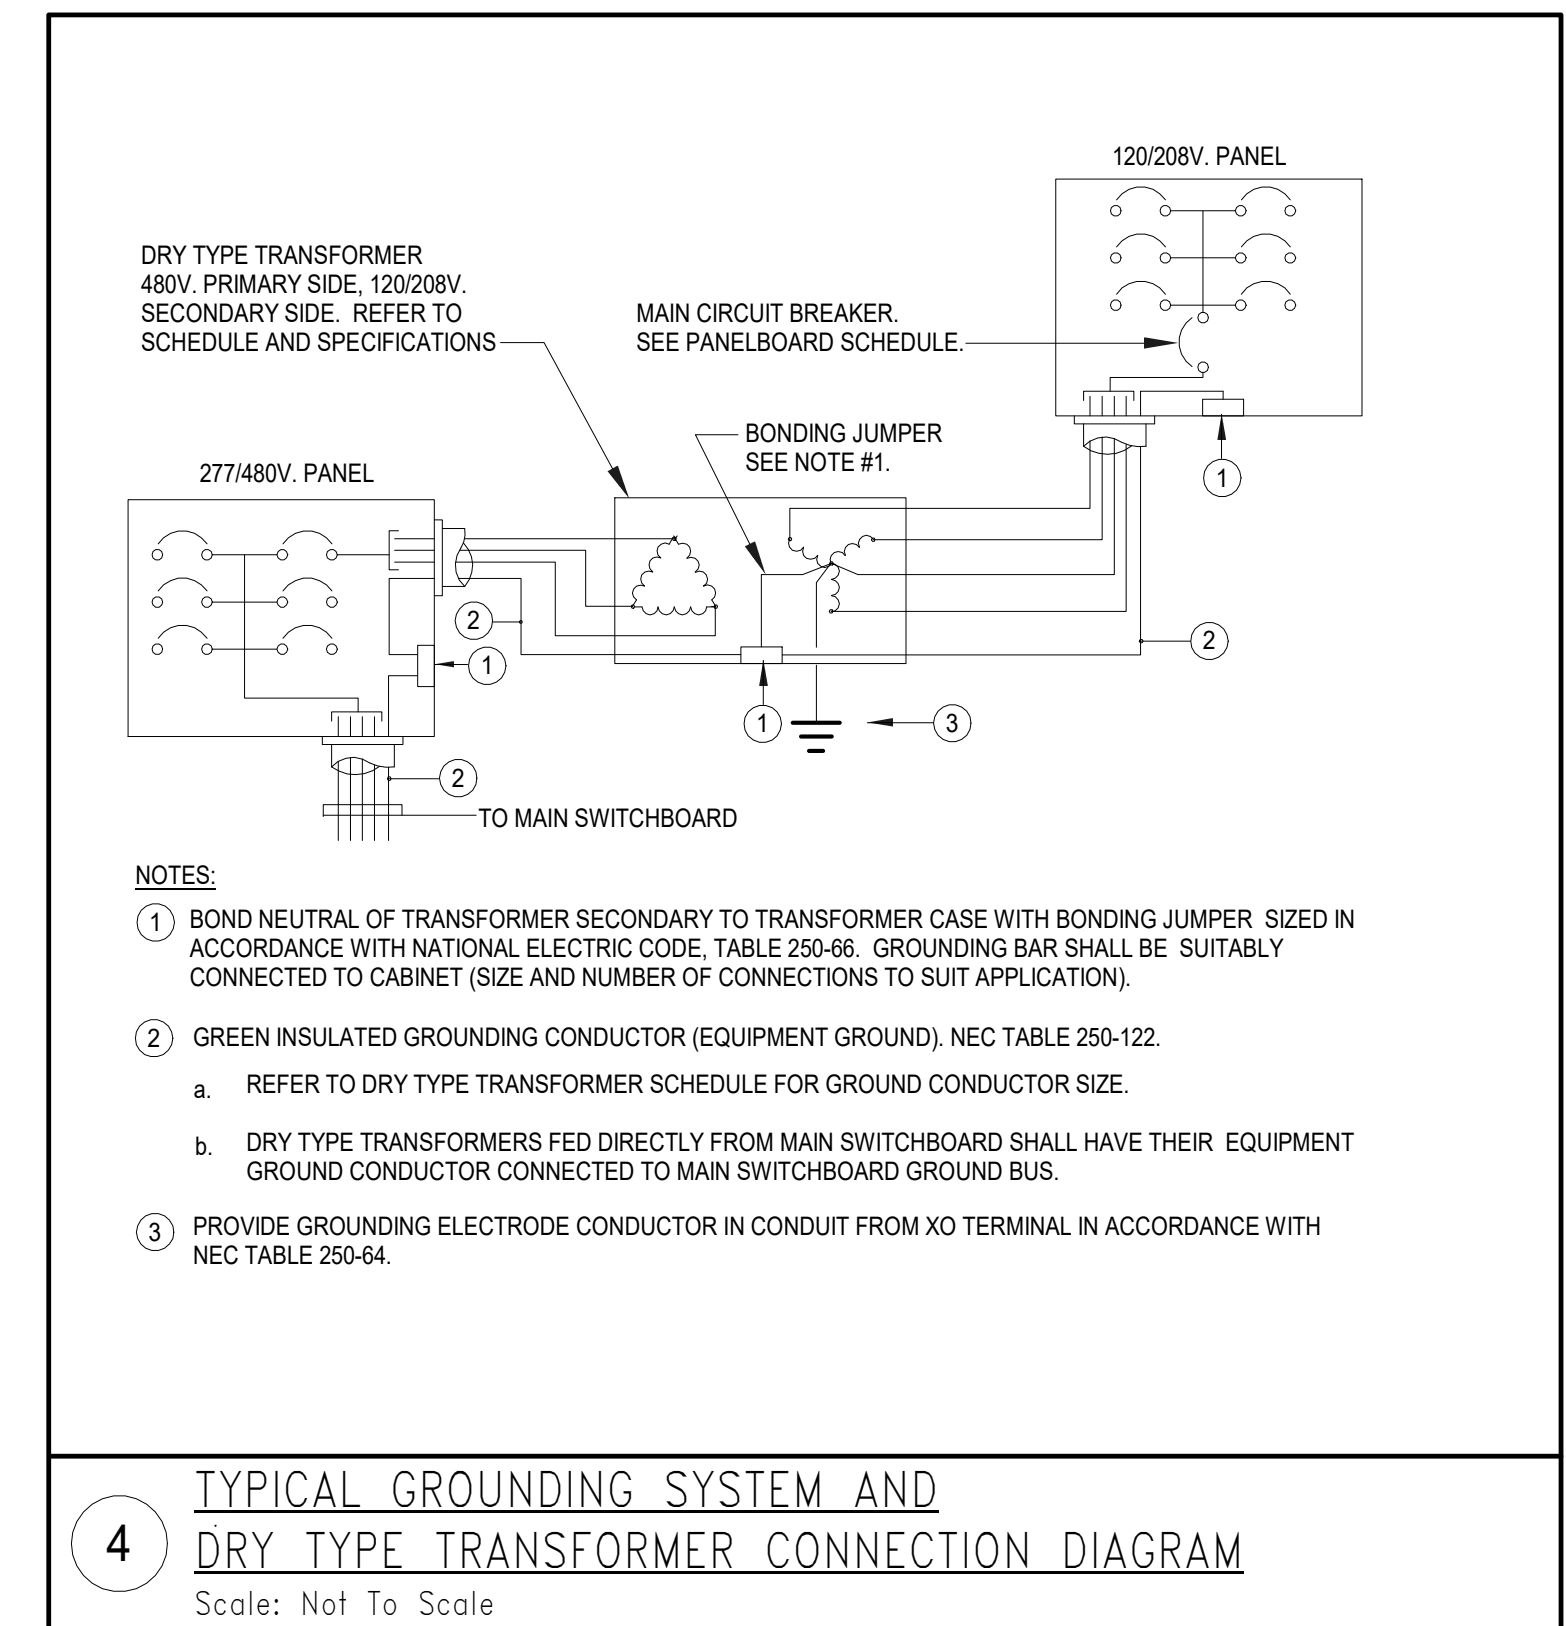 120/208V. PANEL
DRY TYPE TRANSFORMER
480V. PRIMARY SIDE, 120/208V.
SECONDARY SIDE. REFER TO
SCHEDULE AND SPECIFICATIONS
MAIN CIRCUIT BREAKER.
SEE PANELBOARD SCHEDULE.
BONDING JUMPER
SEE NOTE #1.
1
277/480V. PANEL
2
2
1
1
3
2
TO MAIN SWITCHBOARD
NOTES:
1 BOND NEUTRAL OF TRANSFORMER SECONDARY TO TRANSFORMER CASE WITH BONDING JUMPER SIZED IN
ACCORDANCE WITH NATIONAL ELECTRIC CODE, TABLE 250-66. GROUNDING BAR SHALL BE SUITABLY
CONNECTED TO CABINET (SIZE AND NUMBER OF CONNECTIONS TO SUIT APPLICATION).
2 GREEN INSULATED GROUNDING CONDUCTOR (EQUIPMENT GROUND). NEC TABLE 250-122.
a. REFER TO DRY TYPE TRANSFORMER SCHEDULE FOR GROUND CONDUCTOR SIZE.
b. DRY TYPE TRANSFORMERS FED DIRECTLY FROM MAIN SWITCHBOARD SHALL HAVE THEIR EQUIPMENT
GROUND CONDUCTOR CONNECTED TO MAIN SWITCHBOARD GROUND BUS.
3 PROVIDE GROUNDING ELECTRODE CONDUCTOR IN CONDUIT FROM XO TERMINAL IN ACCORDANCE WITH
NEC TABLE 250-64.
4
TYPICAL GROUNDING SYSTEM AND
DRY TYPE TRANSFORMER CONNECTION DIAGRAM
Scale: Not To Scale